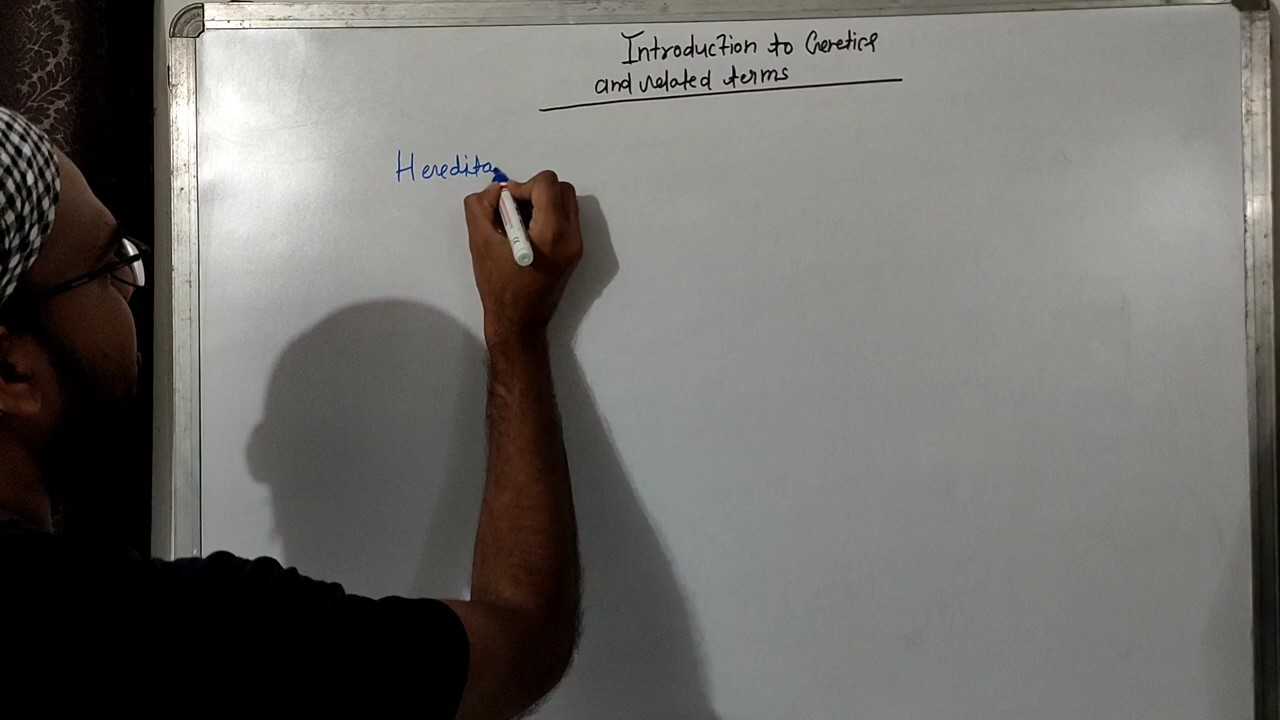 Introduction to Genetics
and related terms
Heredita